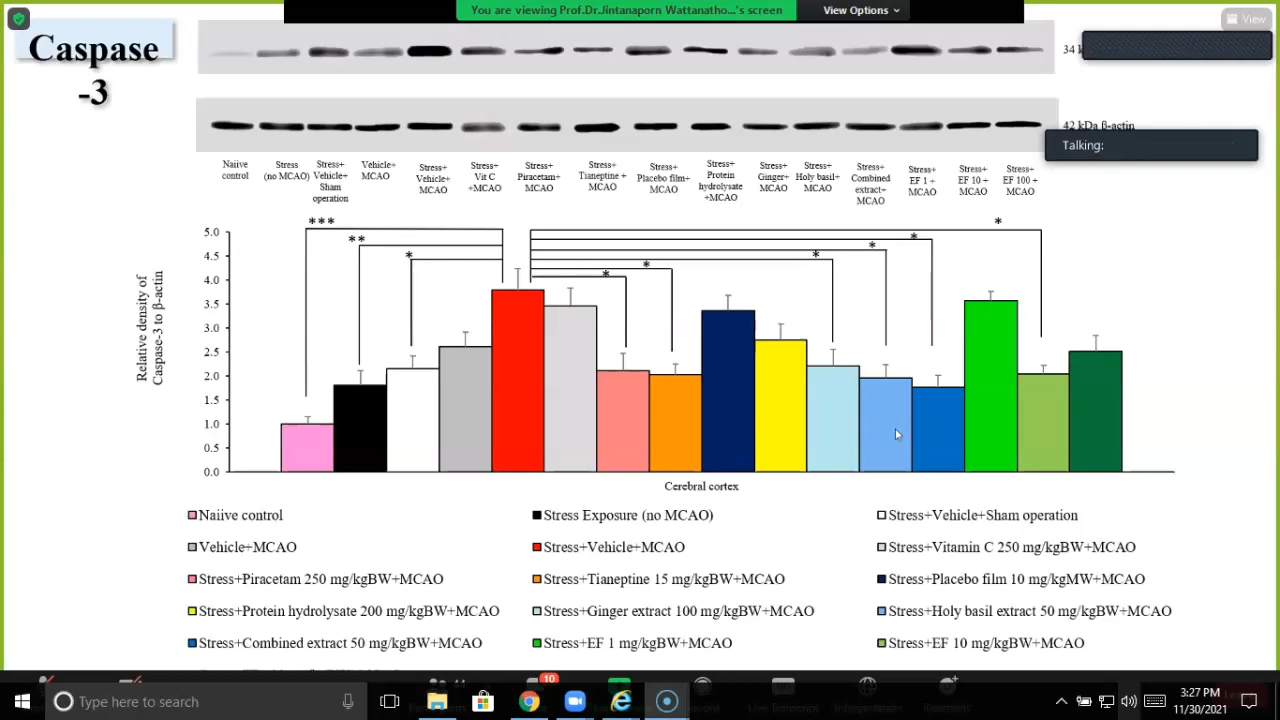 You are viewing Prof.Dr.Jintanaporn Wattanatho...'s screen
View Options
View
Caspase
-3
34
42 kDa β-actin
Talking:
Naiive
control
Stress
(no MCAO)
Stress+
Vehicle+
Sham
operation
Vehicle+
MCAO
Stress+
Vehicle+
MCAO
Stress+
Vit C
+MCAO
Stress+
Piracetam+
MCAO
Stress+
Tianeptine +
MCAO
Stress+
Placebo film+
MCAO
Stress+
Protein
hydrolysate
+MCAO
Stress+
Ginger+
MCAO
Stress+
Holy basil+
MCAO
Stress+
Combined
extract+
MCAO
Stress+
EF 1 +
MCAO
Stress+
EF 10 +
MCAO
Stress+
EF 100 +
MCAO
Relative density of
Caspase-3 to β-actin
5.0
4.5
4.0
3.5
3.0
2.5
2.0
1.5
1.0
0.5
0.0
***
**
*
*
*
*
*
*
*
Cerebral cortex
Naiive control
Stress Exposure (no MCAO)
Stress+Vehicle+Sham operation
Vehicle+MCAO
Stress+Vehicle+MCAO
Stress+Vitamin C 250 mg/kgBW+MCAO
Stress+Piracetam 250 mg/kgBW+MCAO
Stress+Tianeptine 15 mg/kgBW+MCAO
Stress+Placebo film 10 mg/kgMW+MCAO
Stress+Protein hydrolysate 200 mg/kgBW+MCAO
Stress+Ginger extract 100 mg/kgBW+MCAO
Stress+Holy basil extract 50 mg/kgBW+MCAO
Stress+Combined extract 50 mg/kgBW+MCAO
Stress+EF 1 mg/kgBW+MCAO
Stress+EF 10 mg/kgBW+MCAO
10
44
Live Transcript
Reactions
Type here to search
3:27 PM
11/30/2021